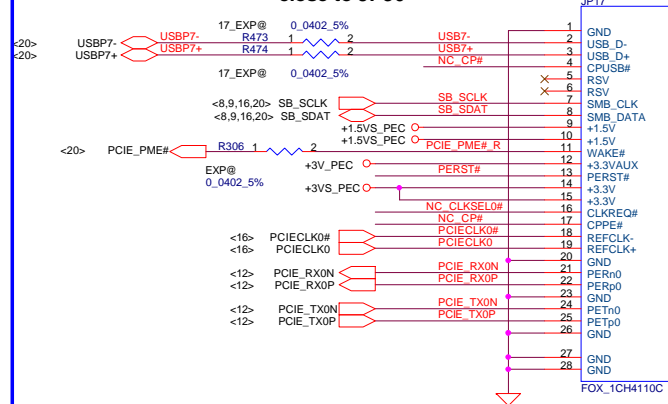 JP17
17_EXP@ 0_0402_5%
<20> USBP7- USBP7- R473 1 2 USB7- 2 USB_D-
<20> USBP7+ USBP7+ R474 1 2 USB7+ 3 USB_D+
17_EXP@ 0_0402_5%
1 GND
NC_CP# 4 CPUSB#
5 RSV
6 RSV
<8,9,16,20> SB_SCLK SB_SCLK 7 SMB_CLK
<8,9,16,20> SB_SDAT SB_SDAT 8 SMB_DATA
+1.5VS_PEC 9 +1.5V
+1.5VS_PEC 10 +1.5V
<20> PCIE_PME# R306 1 2 PCIE_PME#_R 11 WAKE#
EXP@
0_0402_5%
+3V_PEC 12 +3.3VAUX
PERST# 13 PERST#
+3VS_PEC 14 +3.3V
15 +3.3V
NC_CLKSEL0# 16 CLKREQ#
NC_CP# 17 CPPE#
<16> PCIECLK0# PCIECLK0# 18 REFCLK-
<16> PCIECLK0 PCIECLK0 19 REFCLK+
20 GND
<12> PCIE_RX0N PCIE_RX0N 21 PERn0
<12> PCIE_RX0P PCIE_RX0P 22 PERp0
23 GND
<12> PCIE_TX0N PCIE_TX0N 24 PETn0
<12> PCIE_TX0P PCIE_TX0P 25 PETp0
26 GND
27 GND
28 GND
FOX_1CH4110C